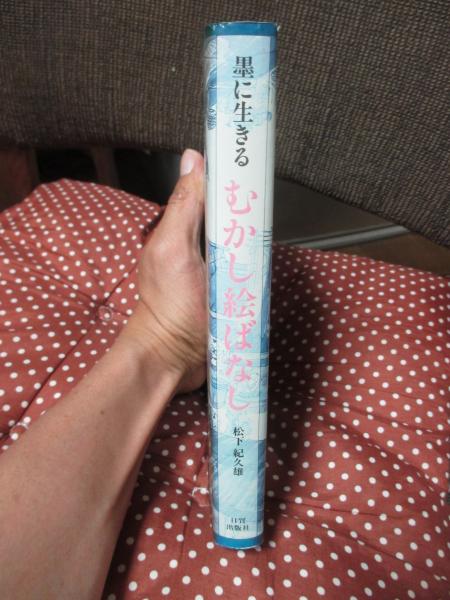 墨に生きる
むかし絵ばなし
松下 紀久雄
日貿
出版社